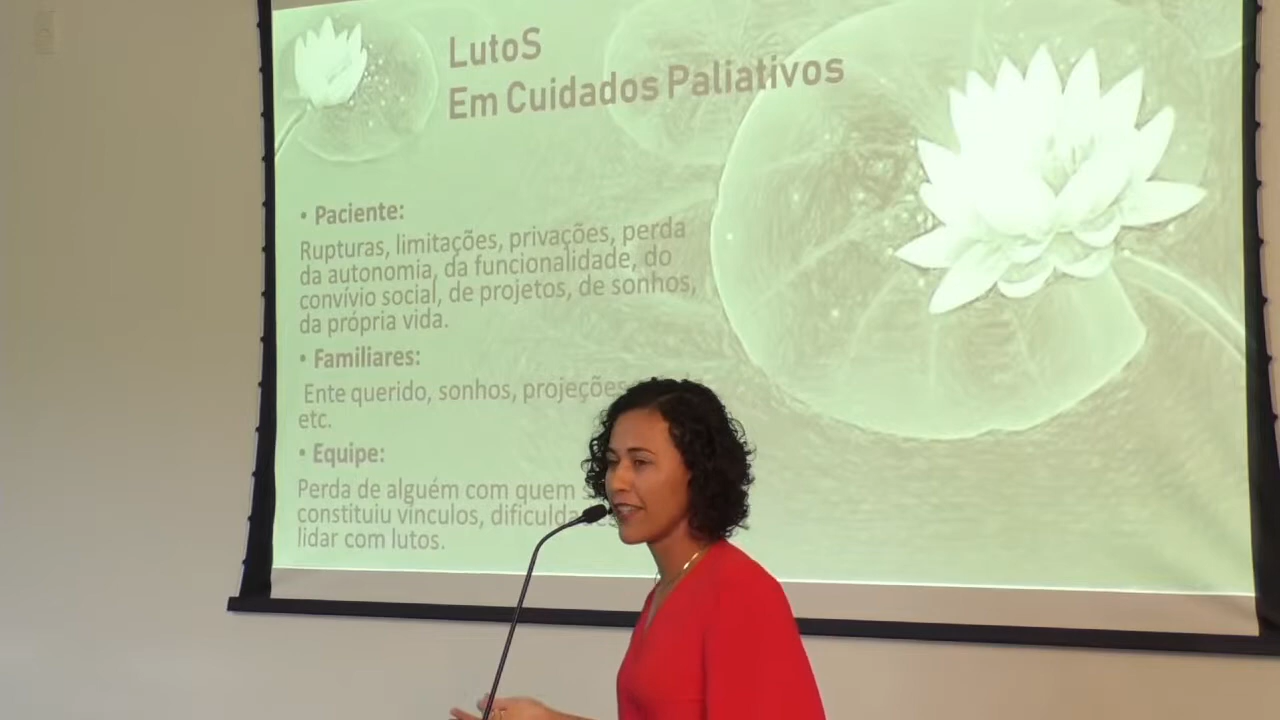 LutoS
Em Cuidados Paliativos
• Paciente:
Rupturas, limitações, privações, perda
da autonomia, da funcionalidade, do
convívio social, de projetos, de sonhos,
da própria vida.
• Familiares:
Ente querido, sonhos, projeções
etc.
• Equipe:
Perda de alguém com quem
constituiu vínculos,
lidar com lutos.